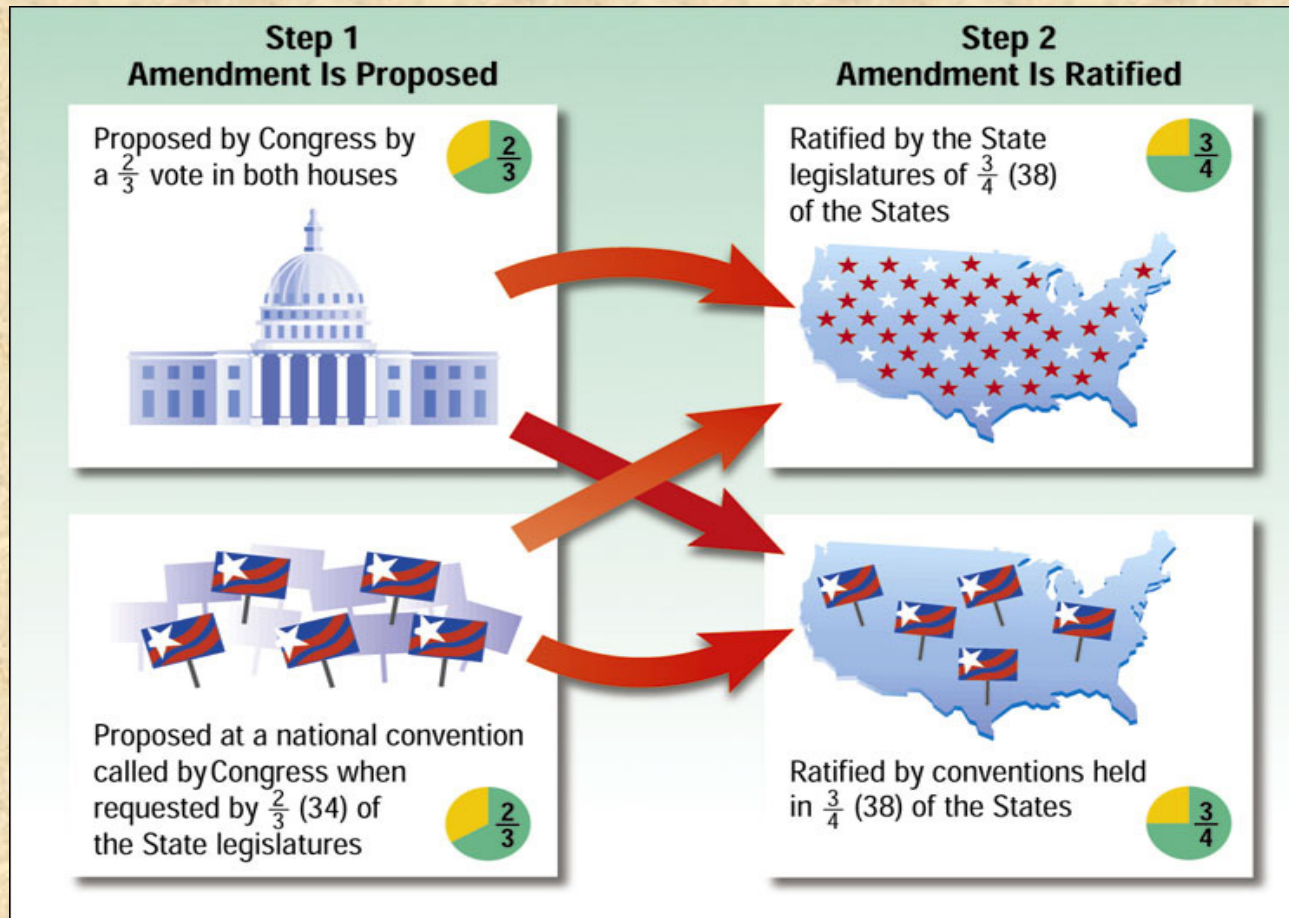 Step 1
Amendment Is Proposed
Proposed by Congress by
a 2/3 vote in both houses
2/3
Proposed at a national convention
called by Congress when
requested by 2/3 (34) of
the State legislatures
2/3
Step 2
Amendment Is Ratified
Ratified by the State
legislatures of 3/4 (38)
of the States
3/4
Ratified by conventions held
in 3/4 (38) of the States
3/4